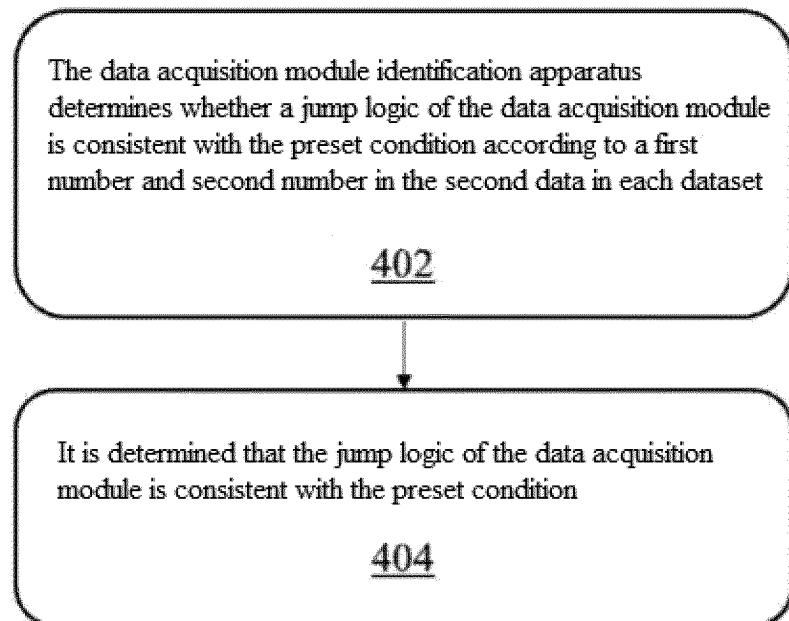 The data acquisition module identification apparatus
determines whether a jump logic of the data acquisition module
is consistent with the preset condition according to a first
number and second number in the second data in each dataset
402
It is determined that the jump logic of the data acquisition
module is consistent with the preset condition
404